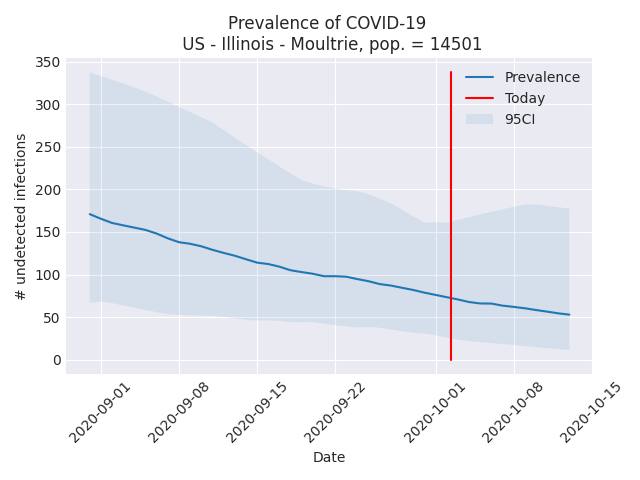 Prevalence of COVID-19
US - Illinois - Moultrie, pop. = 14501
350
300
250
200
150
100
50
0
# undetected infections
Prevalence
Today
95CI
2020-09-01
2020-09-08
2020-09-15
2020-09-22
2020-10-01
2020-10-08
2020-10-15
Date